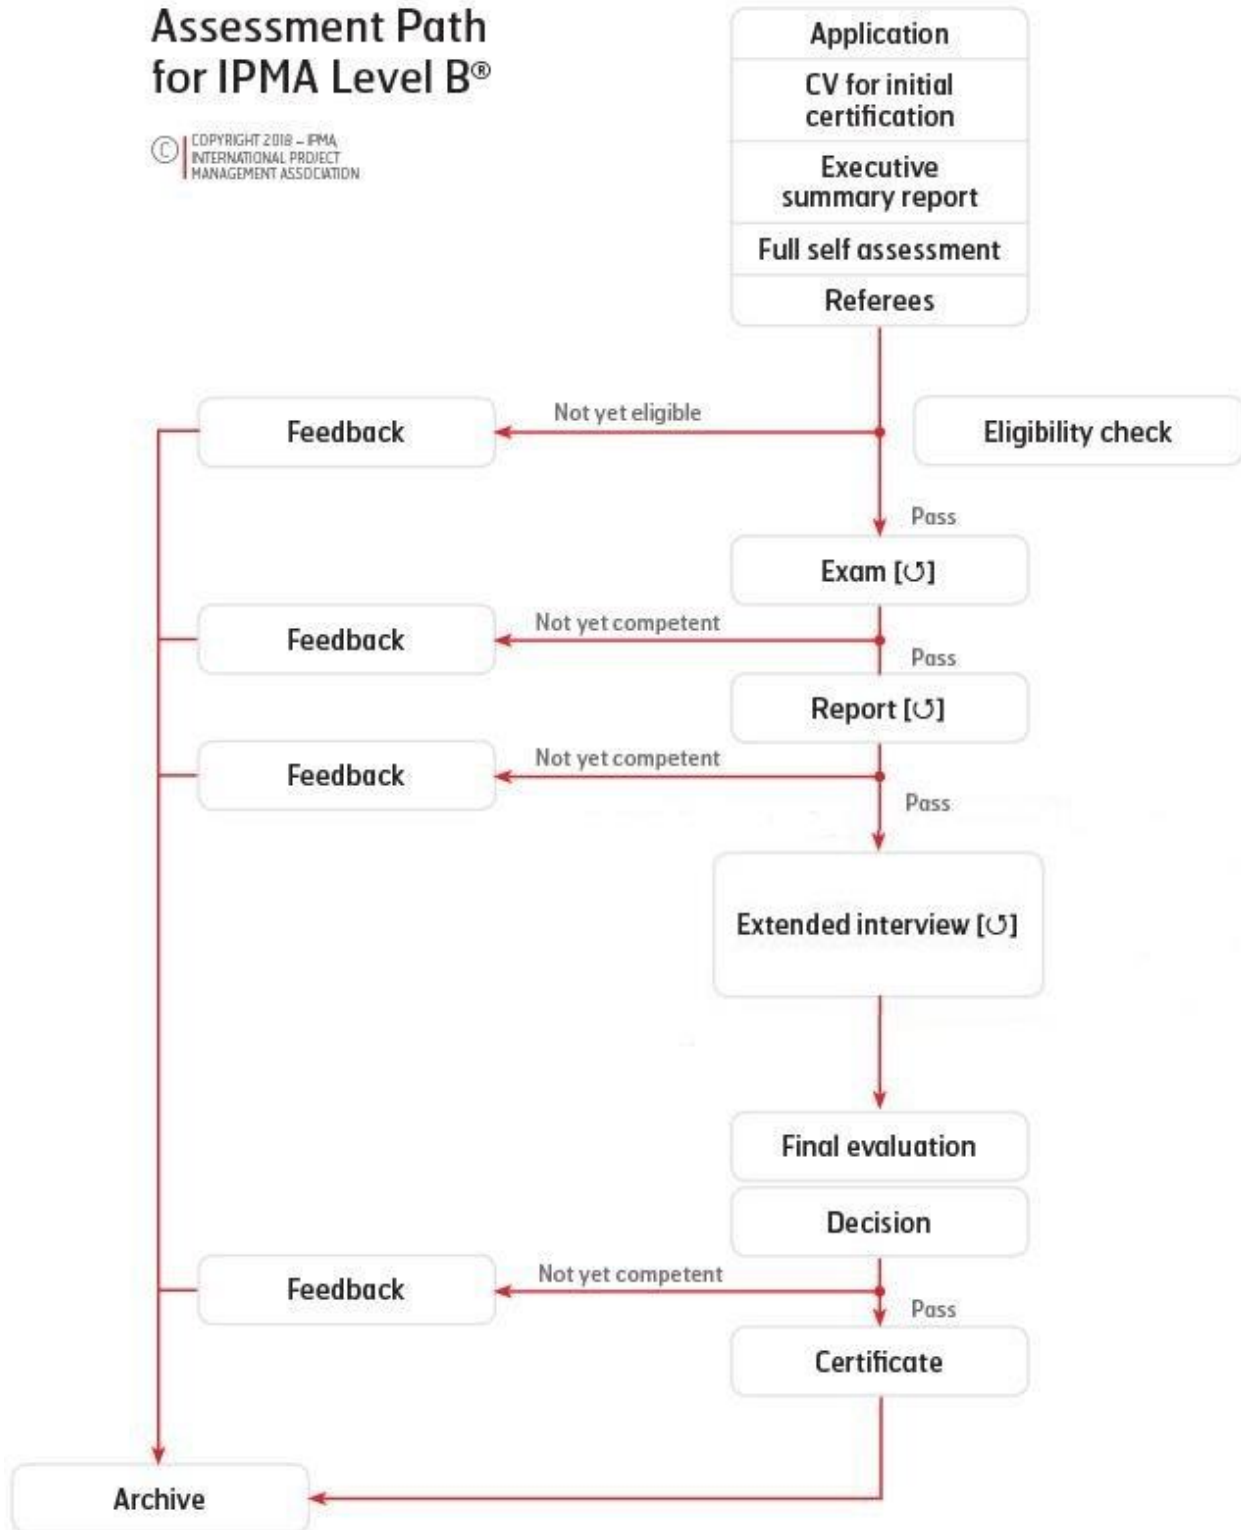 Assessment Path
for IPMA Level B®
© COPYRIGHT 2018 – IPMA,
INTERNATIONAL PROJECT
MANAGEMENT ASSOCIATION
Application
CV for initial
certification
Executive
summary report
Full self assessment
Referees
Feedback
Not yet eligible
Eligibility check
Pass
Exam [↺]
Feedback
Not yet competent
Pass
Report [↺]
Feedback
Not yet competent
Pass
Extended interview [↺]
Final evaluation
Decision
Feedback
Not yet competent
Pass
Certificate
Archive